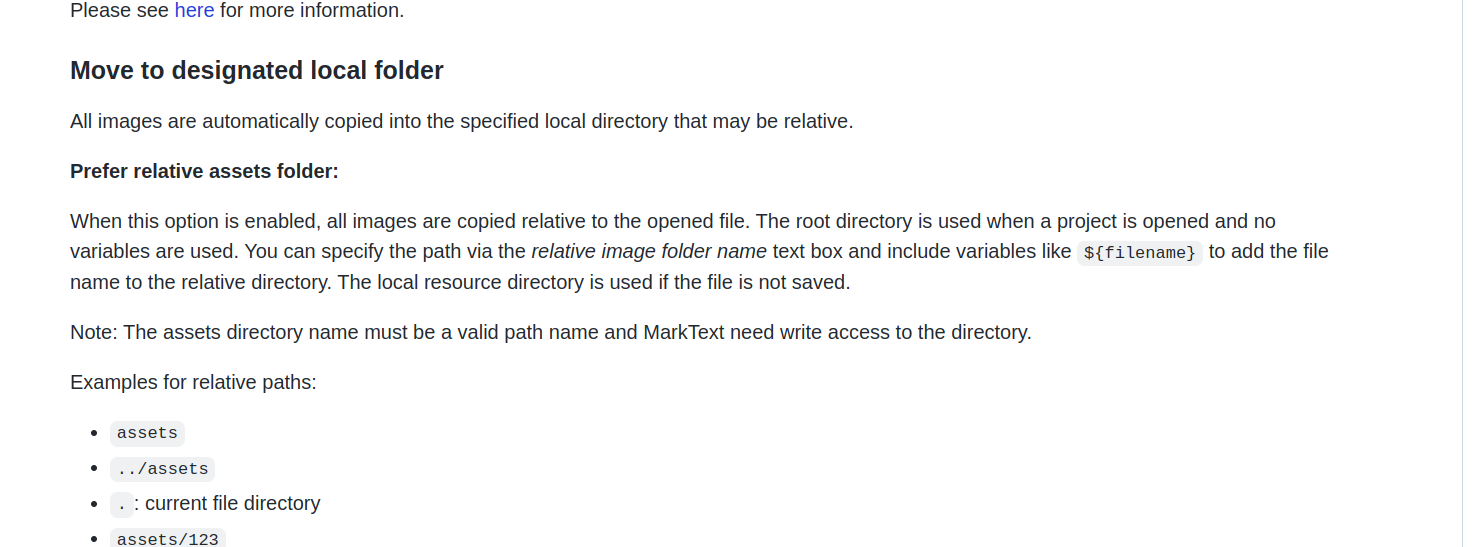 Please see here for more information.
Move to designated local folder
All images are automatically copied into the specified local directory that may be relative.
Prefer relative assets folder:
When this option is enabled, all images are copied relative to the opened file. The root directory is used when a project is opened and no
variables are used. You can specify the path via the relative image folder name text box and include variables like ${filename} to add the file
name to the relative directory. The local resource directory is used if the file is not saved.
Note: The assets directory name must be a valid path name and MarkText need write access to the directory.
Examples for relative paths:
• assets
• ../assets
• . : current file directory
• assets/123